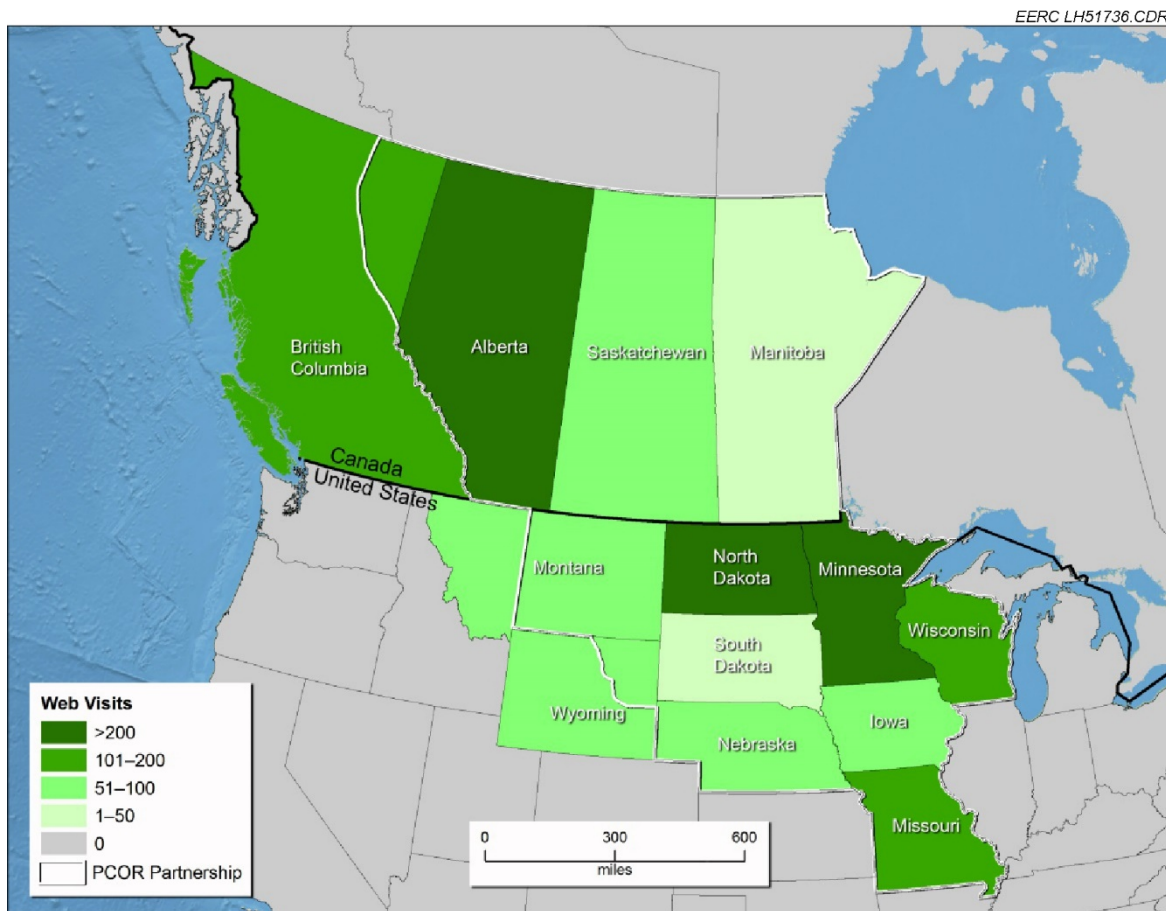 EERC LH51736.CDR
British
Columbia
Alberta
Saskatchewan
Manitoba
Canada
United States
Montana
North
Dakota
Minnesota
Wisconsin
South
Dakota
Wyoming
Nebraska
Iowa
Missouri
Web Visits
>200
101–200
51–100
1–50
0
PCOR Partnership
0 300 600
miles